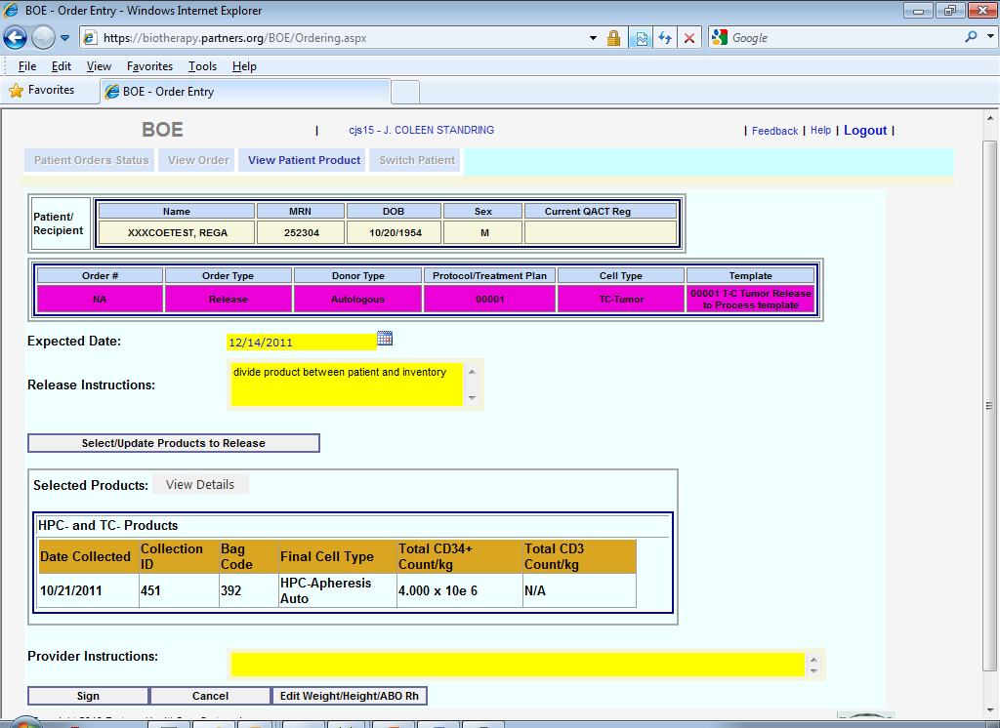 BOE - Order Entry - Windows Internet Explorer
https://biotherapy.partners.org/BOE/Ordering.aspx
Google
File Edit View Favorites Tools Help
Favorites
BOE - Order Entry
BOE | cjs15 - J. COLEEN STANDRING | Feedback | Help | Logout |
Patient Orders Status View Order View Patient Product Switch Patient
Patient/
Recipient
Name MRN DOB Sex Current QACT Reg
XXXCOETEST, REGA 252304 10/20/1954 M
Order # Order Type Donor Type Protocol/Treatment Plan Cell Type Template
NA Release Autologous 00001 TC-Tumor 00001 T-C Tumor Release
to Process template
Expected Date: 12/14/2011
Release Instructions: divide product between patient and inventory
Select/Update Products to Release
Selected Products: View Details
HPC- and TC- Products
Date Collected Collection
ID Bag
Code Final Cell Type Total CD34+
Count/kg Total CD3
Count/kg
10/21/2011 451 392 HPC-Apheresis
Auto 4.000 x 10e 6 N/A
Provider Instructions:
Sign Cancel Edit Weight/Height/ABO Rh